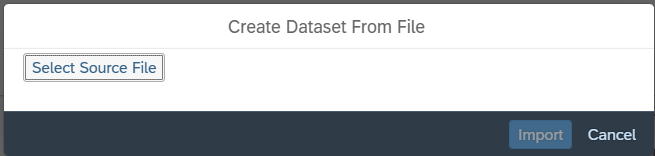 Create Dataset From File
Select Source File
Import Cancel